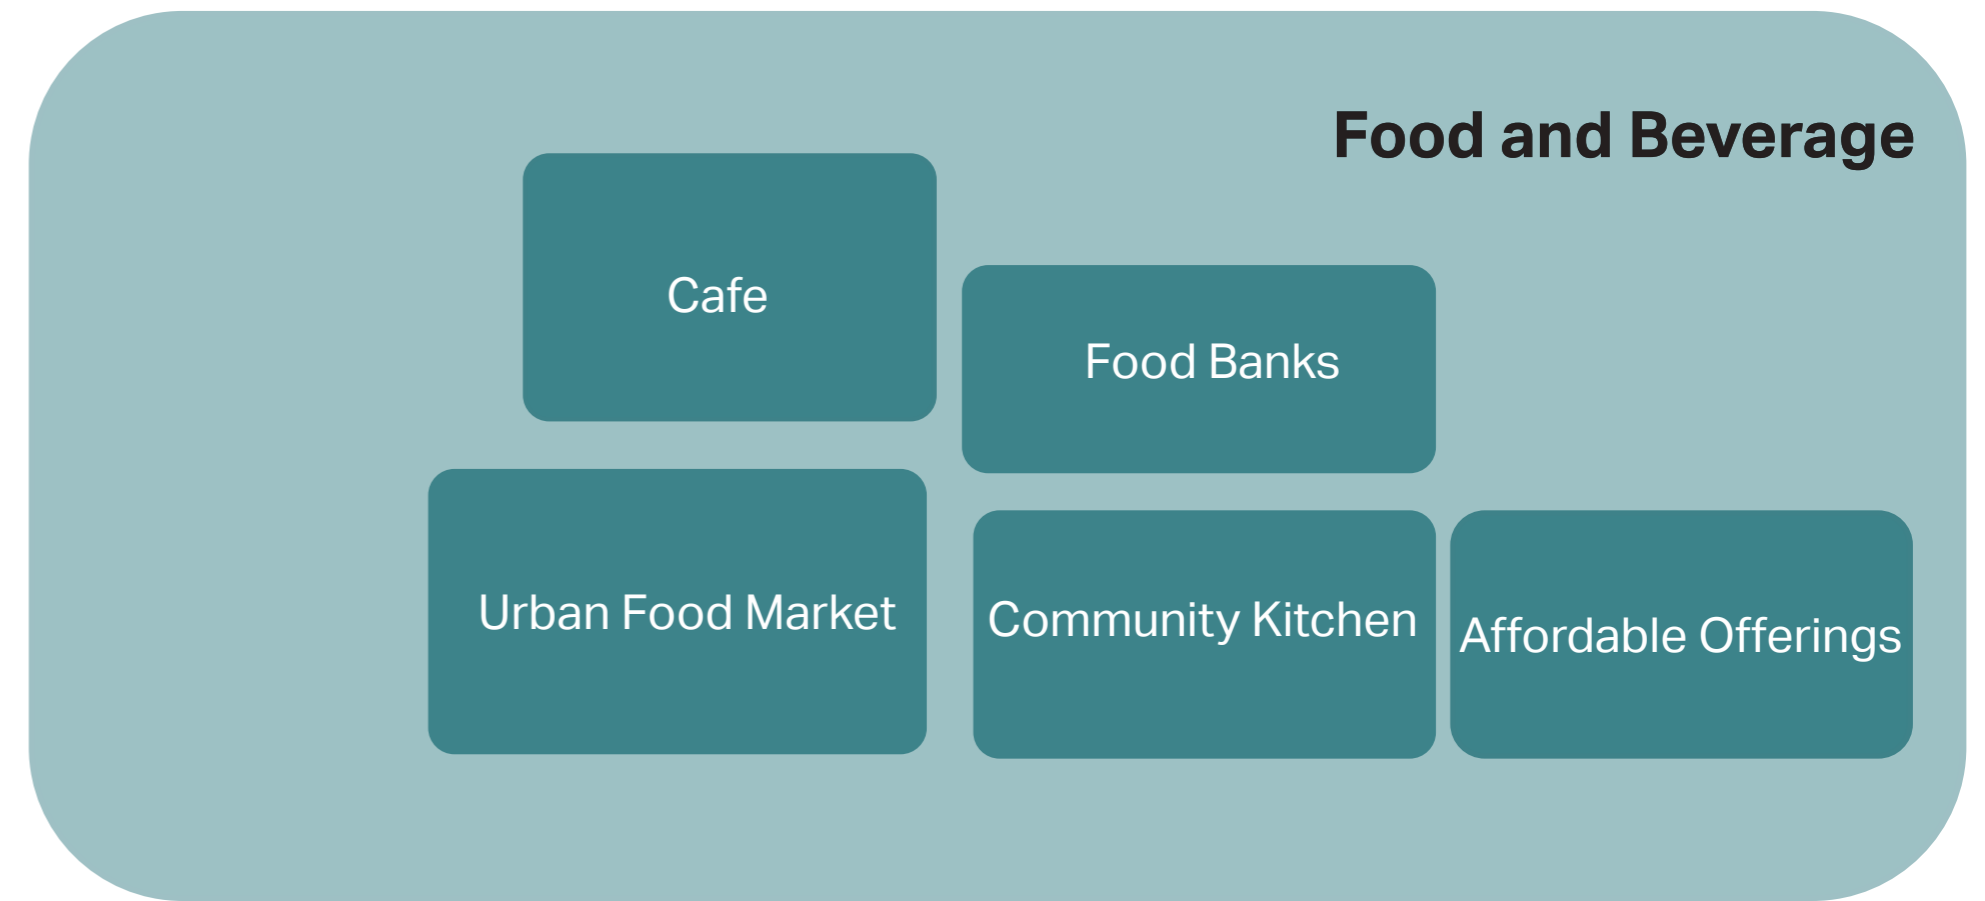 Food and Beverage
Cafe
Food Banks
Urban Food Market
Community Kitchen
Affordable Offerings